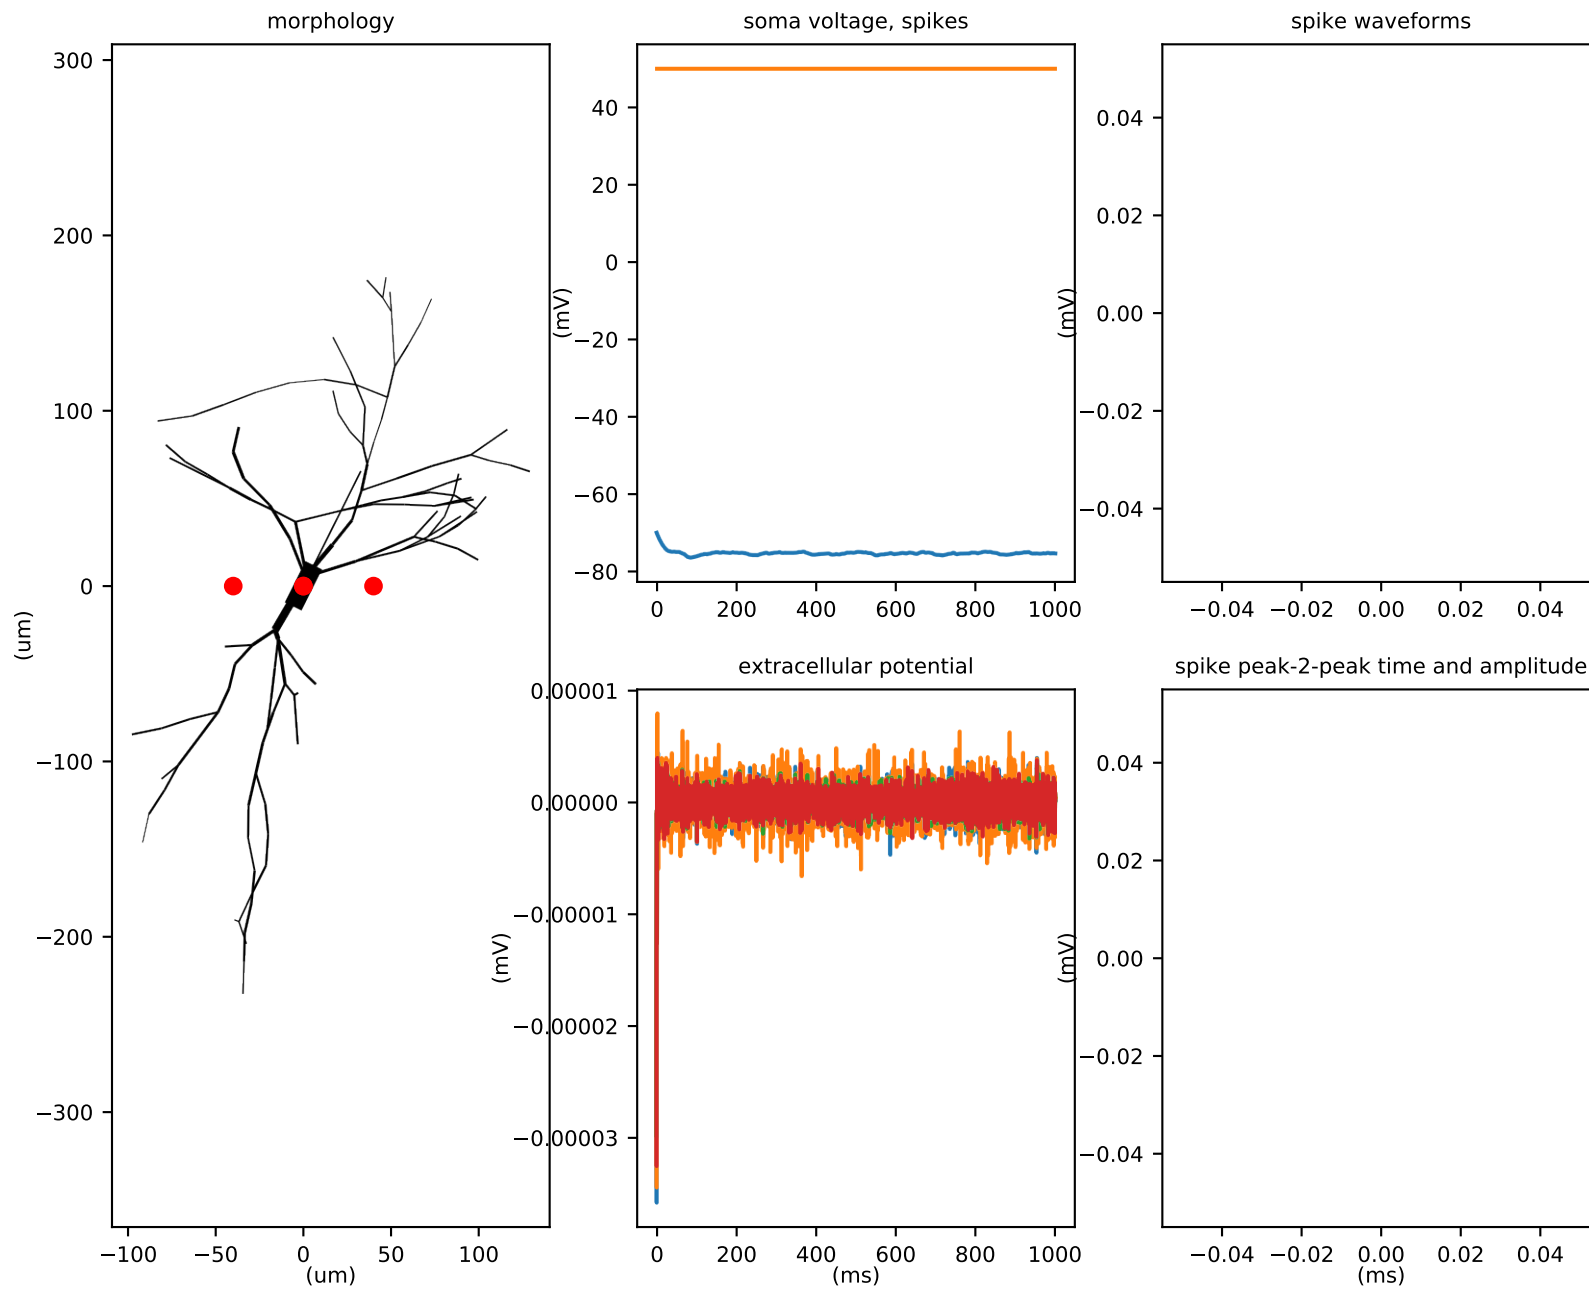 morphology
300
200
100
0
−100
−200
−300
(um)
−100 −50 0 50 100
(um)
soma voltage, spikes
40
20
0
−20
−40
−60
−80
(mV)
0 200 400 600 800 1000
spike waveforms
0.04
0.02
0.00
−0.02
−0.04
(mV)
−0.04 −0.02 0.00 0.02 0.04
extracellular potential
0.00001
0.00000
−0.00001
−0.00002
−0.00003
(mV)
0 200 400 600 800 1000
(ms)
spike peak-2-peak time and amplitude
0.04
0.02
0.00
−0.02
−0.04
(mV)
−0.04 −0.02 0.00 0.02 0.04
(ms)